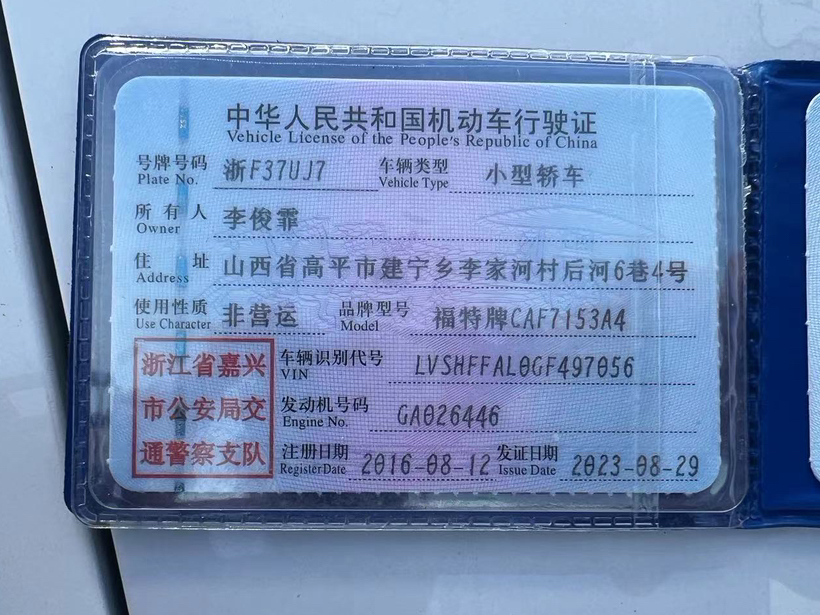 中华人民共和国机动车行驶证
Vehicle License of the People's Republic of China
号牌号码 浙F37UJ7 车辆类型 小型轿车
Plate No. Vehicle Type
所有人 李俊霏
Owner
住址 山西省高平市建宁乡李家河村后河6巷4号
Address
使用性质 非营运 品牌型号 福特牌CAF7153A4
Use Character Model
浙江省嘉兴
市公安局交
通警察支队
车辆识别代号 LVSHFFAL0GF497056
VIN
发动机号码 GA026446
Engine No.
注册日期 2016-08-12 发证日期 2023-08-29
Register Date Issue Date